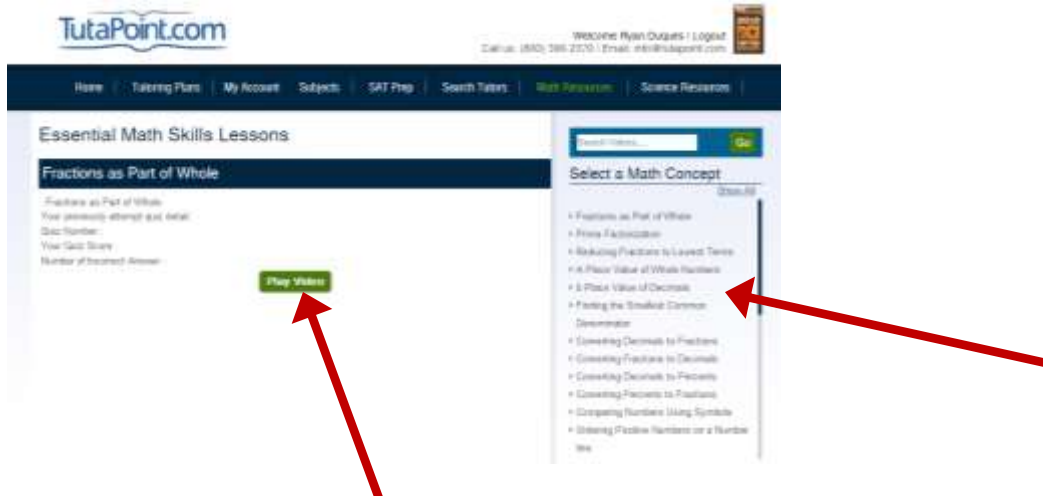 TutaPoint.com
Welcome Ryan Duques | Logout
Call us: (800)
Home | Tutoring Plans | My Account Subjects | SAT Prep | Search Tutors | Math Resources | Science Resources |
Essential Math Skills Lessons
Fractions as Part of Whole
Fractions as Part of Whole
Your previously attempt quiz detail
Quiz Number:
Your Quiz Score:
Number of Incorrect Answer:
Play Video
Search Videos... Go
Select a Math Concept
Show All
Fractions as Part of Whole
Prime Factorization
Reducing Fractions to Lowest Terms
A Place Value of Whole Numbers
Place Value of Decimals
Finding the Smallest Common
Denominator
Converting Decimals to Fractions
Converting Fractions to Decimals
Converting Decimals to Percents
Converting Percents to Fractions
Comparing Numbers Using Symbols
Ordering Positive Numbers on a Number
line